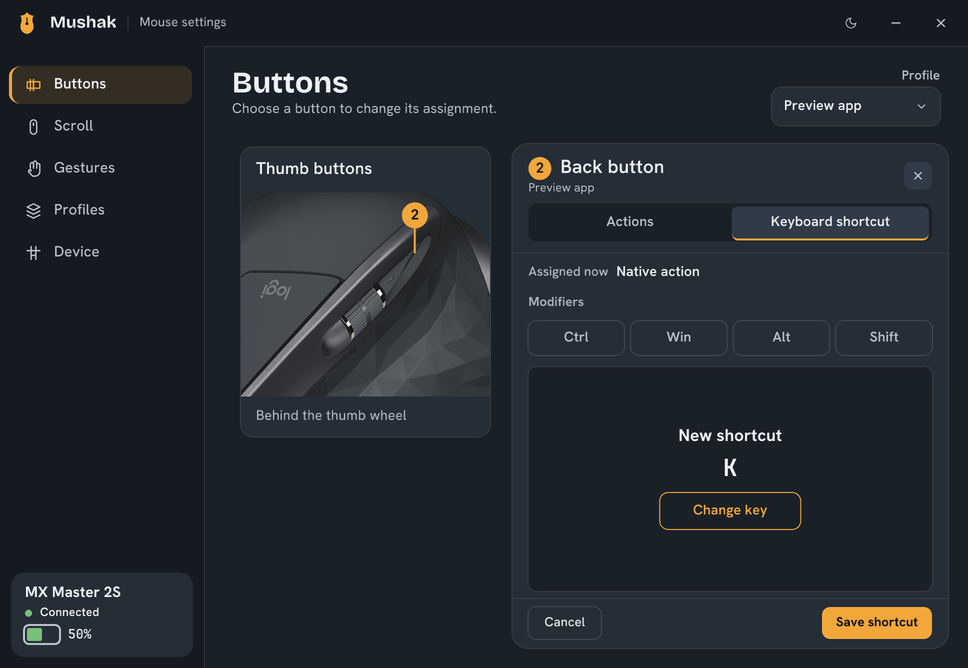 Mushak
Mouse settings
Buttons
Scroll
Gestures
Profiles
Device
MX Master 2S
Connected
50%
Buttons
Choose a button to change its assignment.
Profile
Preview app
Thumb buttons
2
logi
Behind the thumb wheel
2 Back button
Preview app
Actions
Keyboard shortcut
Assigned now Native action
Modifiers
Ctrl
Win
Alt
Shift
New shortcut
K
Change key
Cancel
Save shortcut